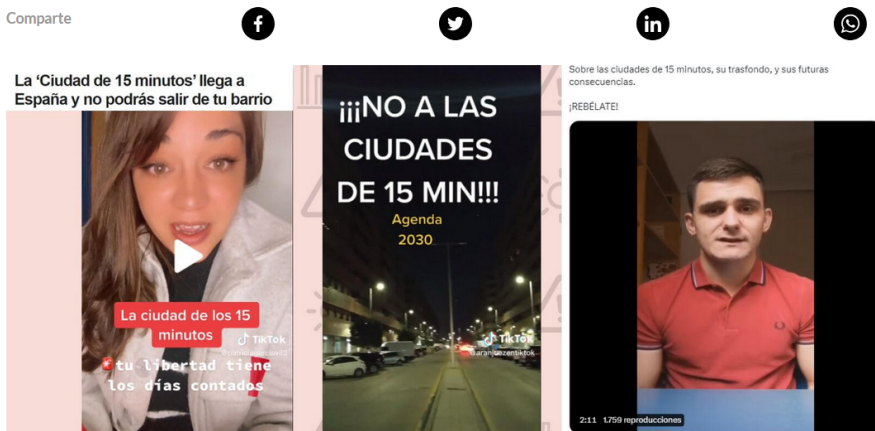 Comparte
La ‘Ciudad de 15 minutos’ llega a
España y no podrás salir de tu barrio
La ciudad de los 15
minutos
TikTok
tu libertad tiene
los días contados
¡¡¡NO A LAS
CIUDADES
DE 15 MIN!!!
Agenda
2030
TikTok
@aranjuezentiktok
Sobre las ciudades de 15 minutos, su trasfondo, y sus futuras
consecuencias.
¡REBÉLATE!
2:11 1.759 reproducciones